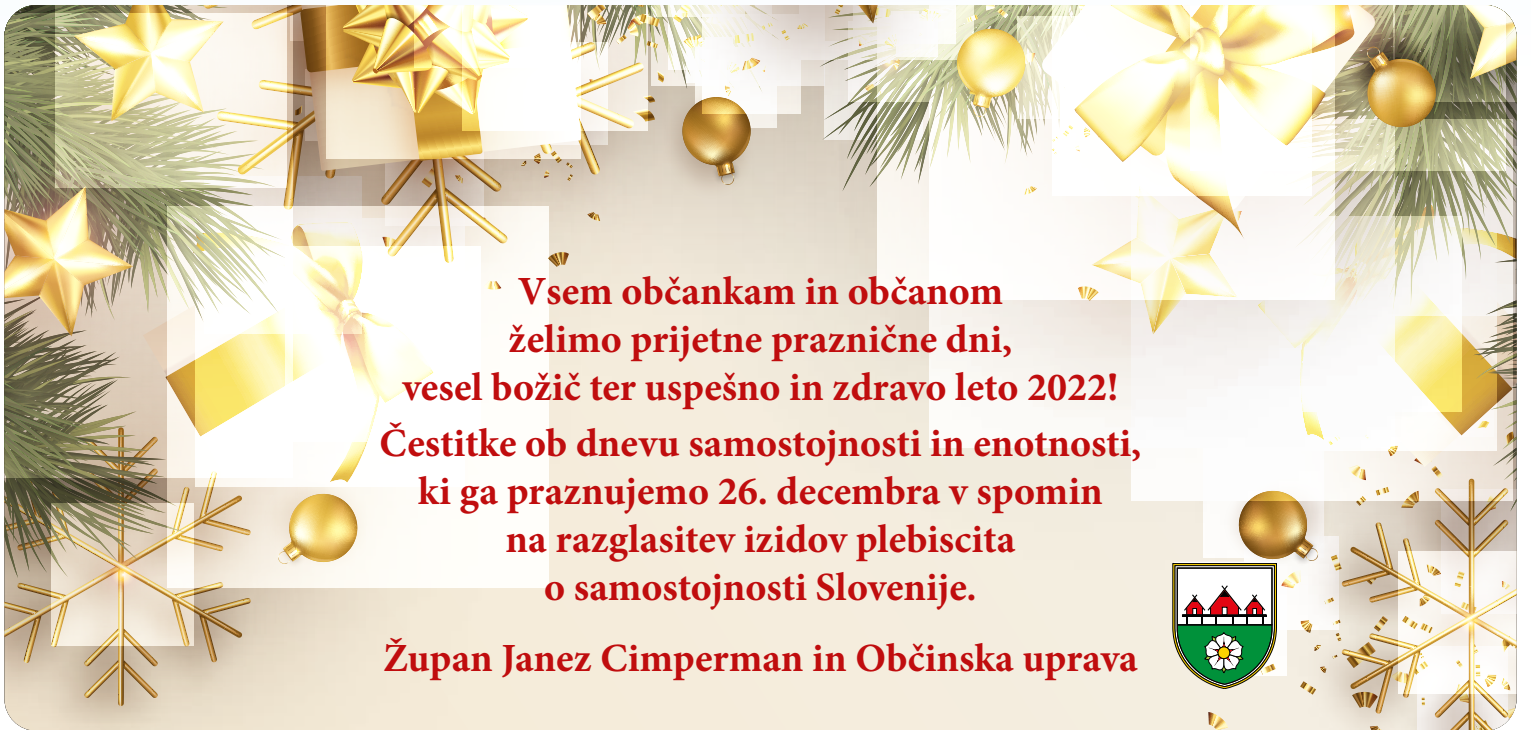 Vsem občankam in občanom
želimo prijetne praznične dni,
vesel božič ter uspešno in zdravo leto 2022!
Čestitke ob dnevu samostojnosti in enotnosti,
ki ga praznujemo 26. decembra v spomin
na razglasitev izidov plebiscita
o samostojnosti Slovenije.
Župan Janez Cimperman in Občinska uprava